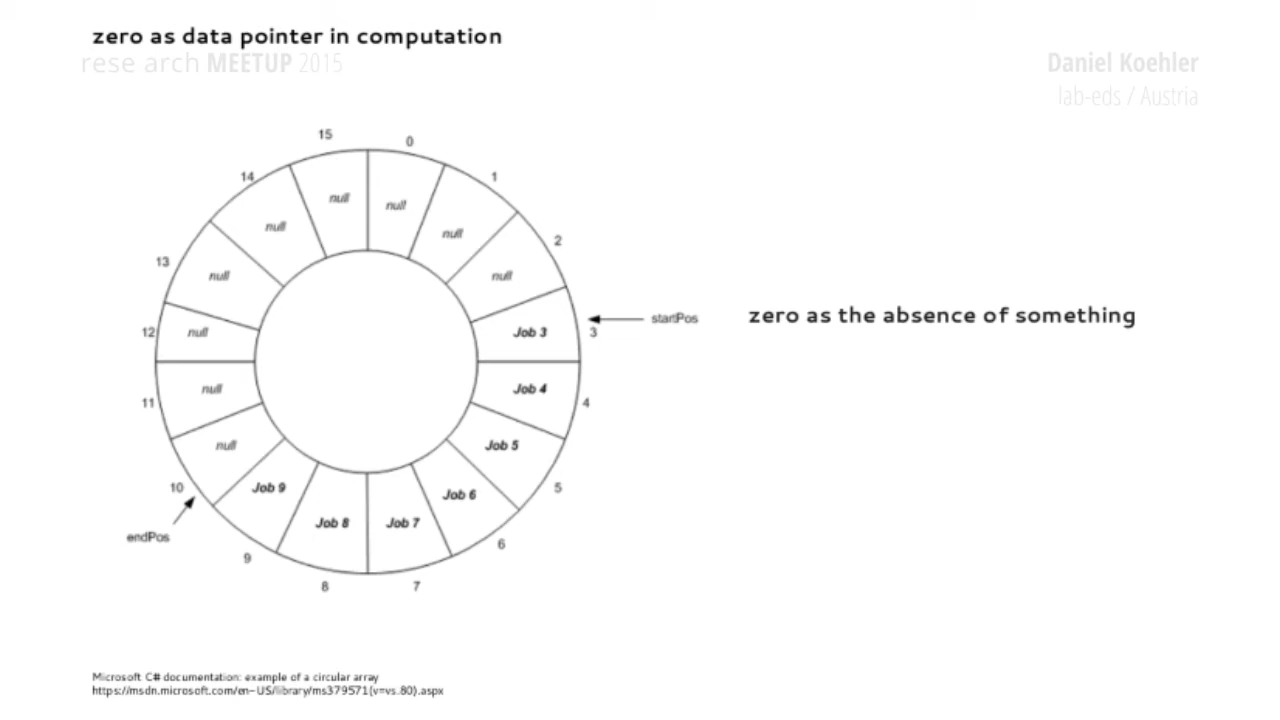 zero as data pointer in computation
rese arch MEETUP 2015
Daniel Koehler
lab-eds / Austria
15
0
14
1
null
null
null
null
2
13
null
null
startPos
zero as the absence of something
12
null
Job 3
3
11
null
Job 4
4
null
Job 5
10
Job 9
Job 6
5
endPos
Job 8
Job 7
9
6
8
7
Microsoft C# documentation: example of a circular array
https://msdn.microsoft.com/en-US/library/ms379571(v=vs.80).aspx